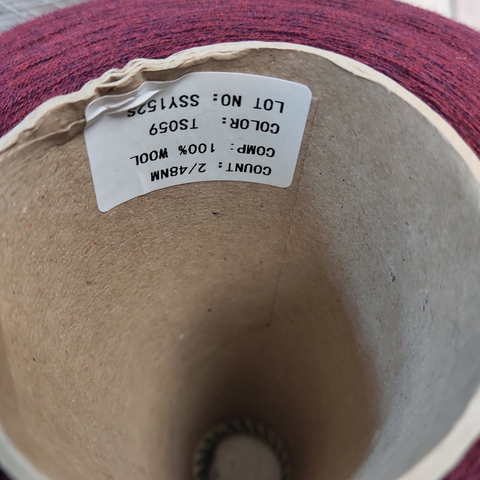 COUNT: 2/48NM
COMP: 100% WOOL
COLOR: TS059
LOT NO: SSY152S